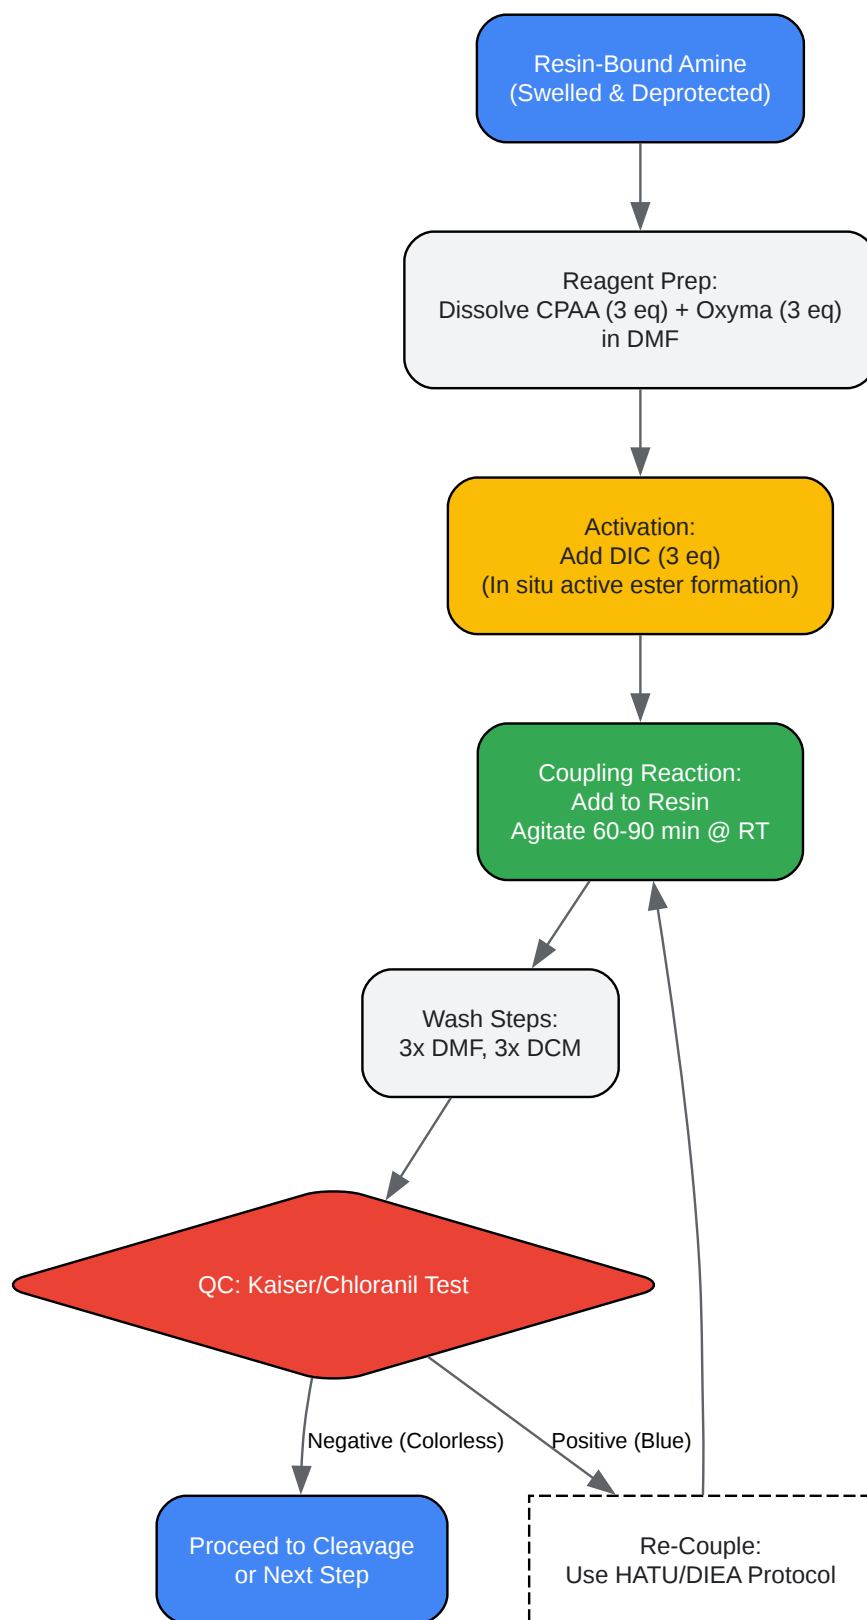 Resin-Bound Amine
(Swelled & Deprotected)
Reagent Prep:
Dissolve CPAA (3 eq) + Oxyma (3 eq)
in DMF
Activation:
Add DIC (3 eq)
(In situ active ester formation)
Coupling Reaction:
Add to Resin
Agitate 60-90 min @ RT
Wash Steps:
3x DMF, 3x DCM
QC: Kaiser/Chloranil Test
Negative (Colorless)
Positive (Blue)
Proceed to Cleavage
or Next Step
Re-Couple:
Use HATU/DIEA Protocol